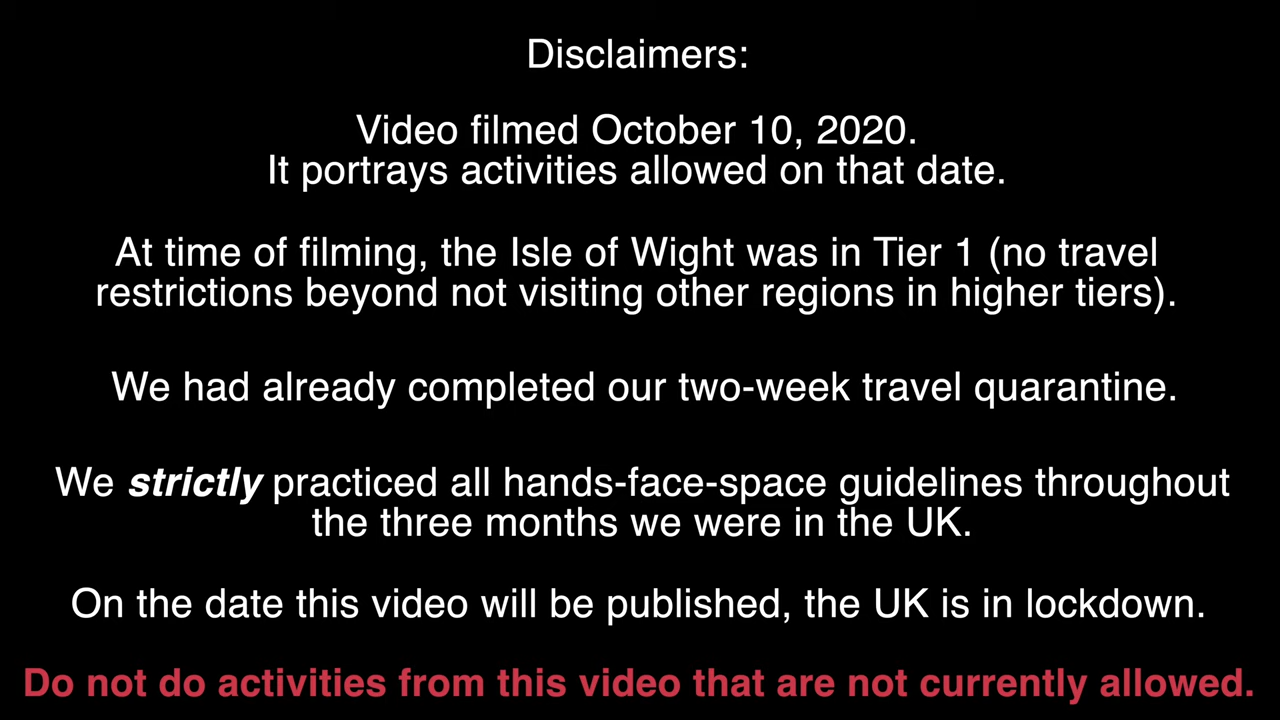 Disclaimers:
Video filmed October 10, 2020.
It portrays activities allowed on that date.
At time of filming, the Isle of Wight was in Tier 1 (no travel
restrictions beyond not visiting other regions in higher tiers).
We had already completed our two-week travel quarantine.
We strictly practiced all hands-face-space guidelines throughout
the three months we were in the UK.
On the date this video will be published, the UK is in lockdown.
Do not do activities from this video that are not currently allowed.